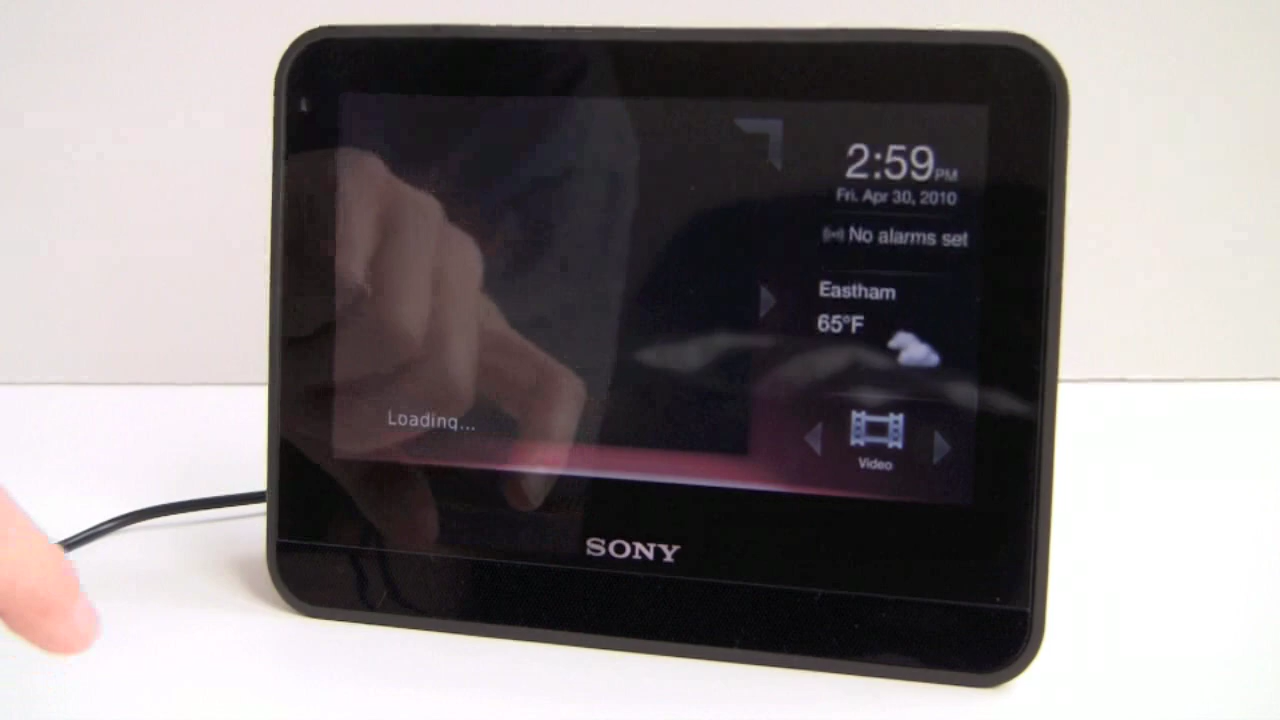 2:59PM
Fri. Apr 30, 2010
No alarms set
Eastham
65°F
Loading...
Video
SONY